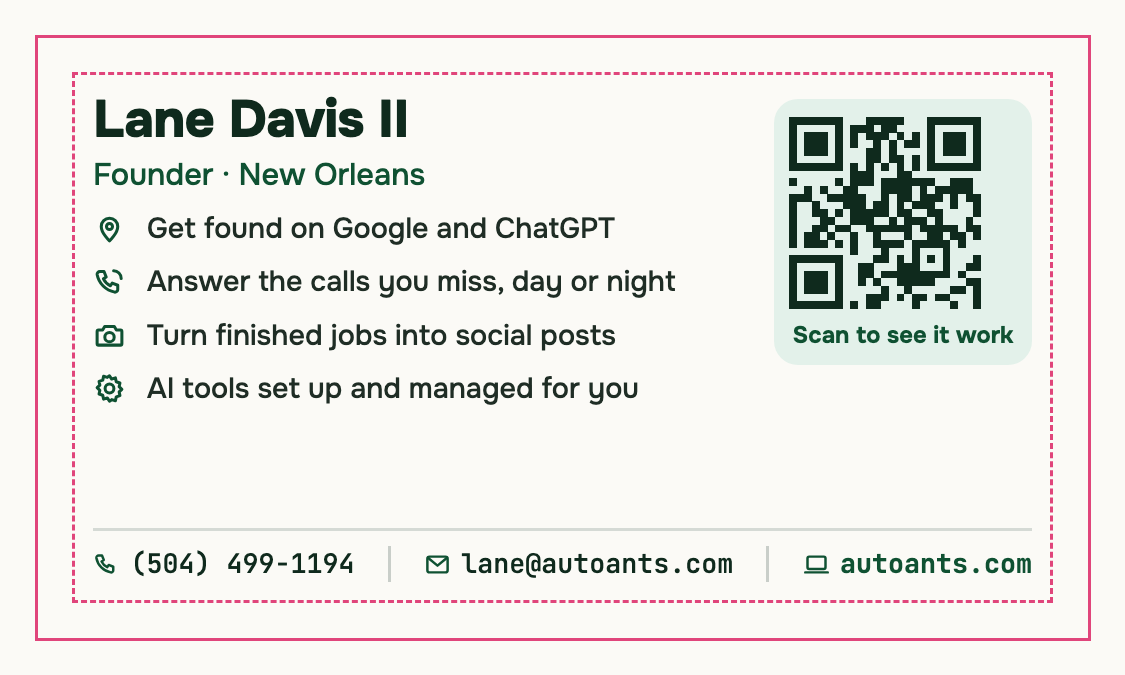 Lane Davis II
Founder · New Orleans
Get found on Google and ChatGPT
Answer the calls you miss, day or night
Turn finished jobs into social posts
AI tools set up and managed for you
Scan to see it work
(504) 499-1194
lane@autoants.com
autoants.com